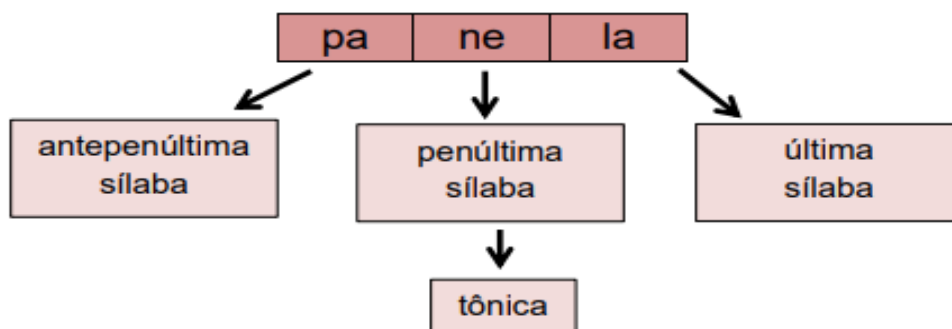 pa ne la
antepenúltima
sílaba
penúltima
sílaba
última
sílaba
tônica